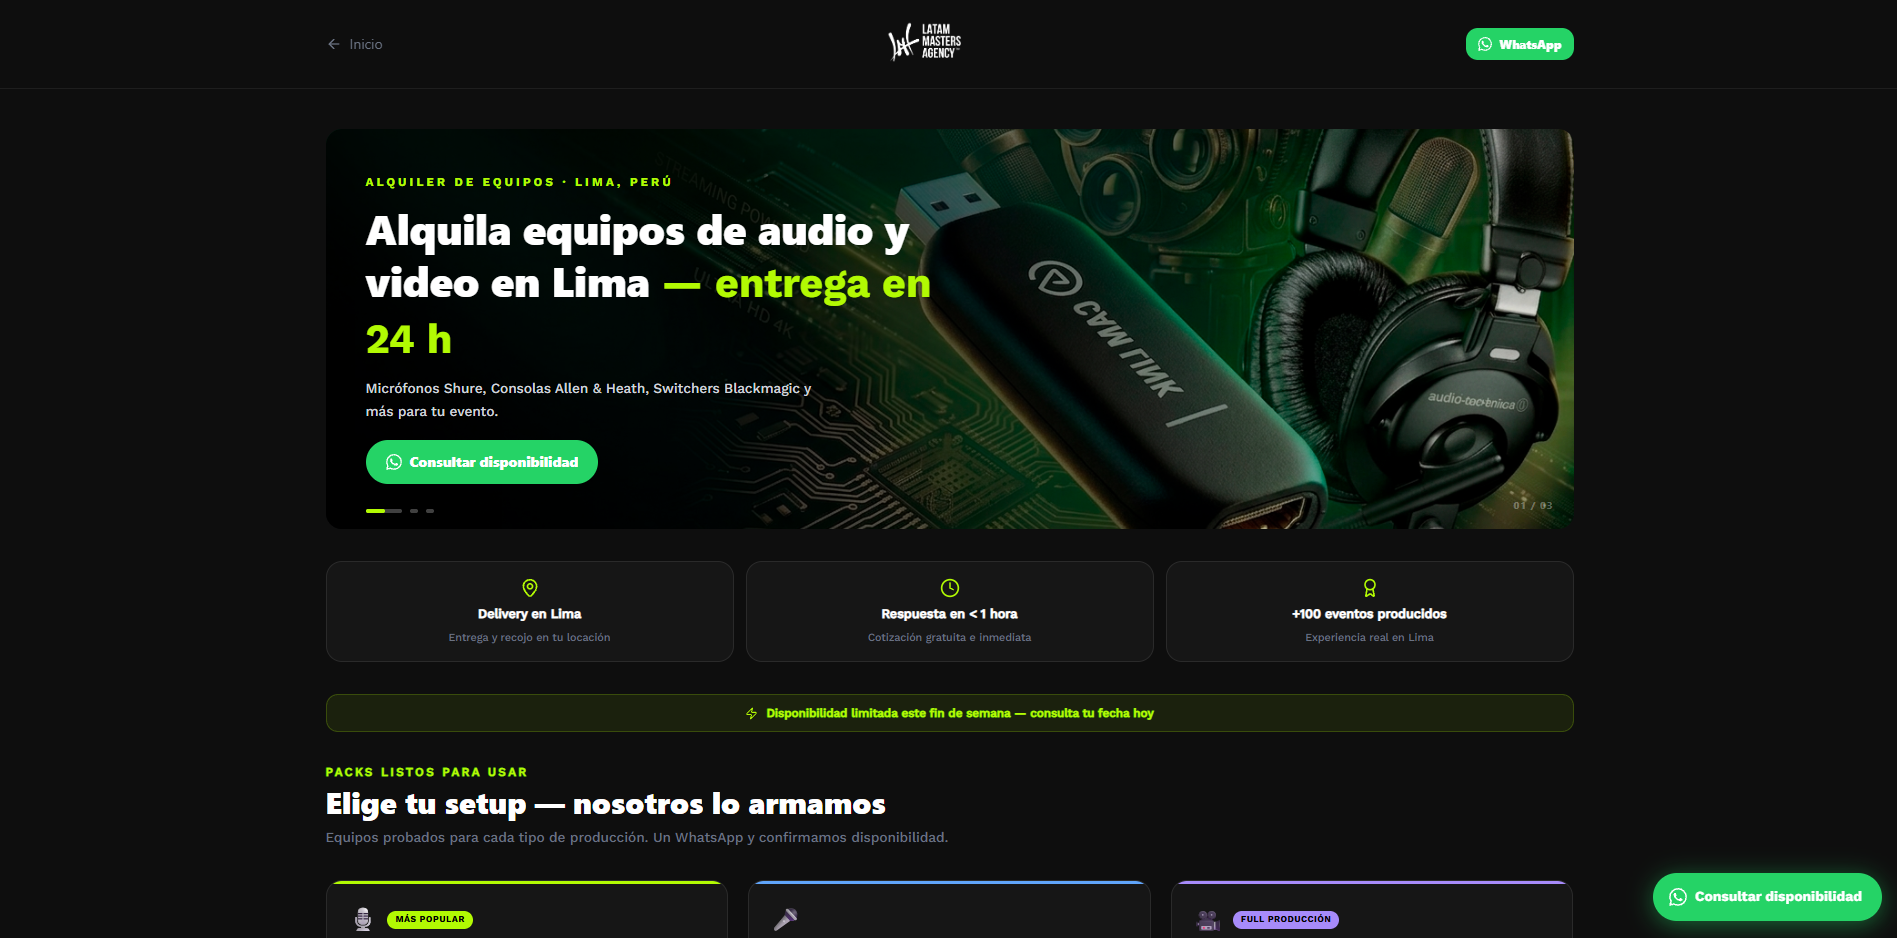 Inicio
LATAM
MASTERS
AGENCY
WhatsApp
ALQUILER DE EQUIPOS · LIMA, PERÚ
Alquila equipos de audio y
video en Lima — entrega en
24 h
Micrófonos Shure, Consolas Allen & Heath, Switchers Blackmagic y
más para tu evento.
Consultar disponibilidad
CAMLINK
audio-technica
01 / 03
Delivery en Lima
Entrega y recojo en tu locación
Respuesta en < 1 hora
Cotización gratuita e inmediata
+100 eventos producidos
Experiencia real en Lima
Disponibilidad limitada este fin de semana — consulta tu fecha hoy
PACKS LISTOS PARA USAR
Elige tu setup — nosotros lo armamos
Equipos probados para cada tipo de producción. Un WhatsApp y confirmamos disponibilidad.
MÁS POPULAR
FULL PRODUCCIÓN
Consultar disponibilidad